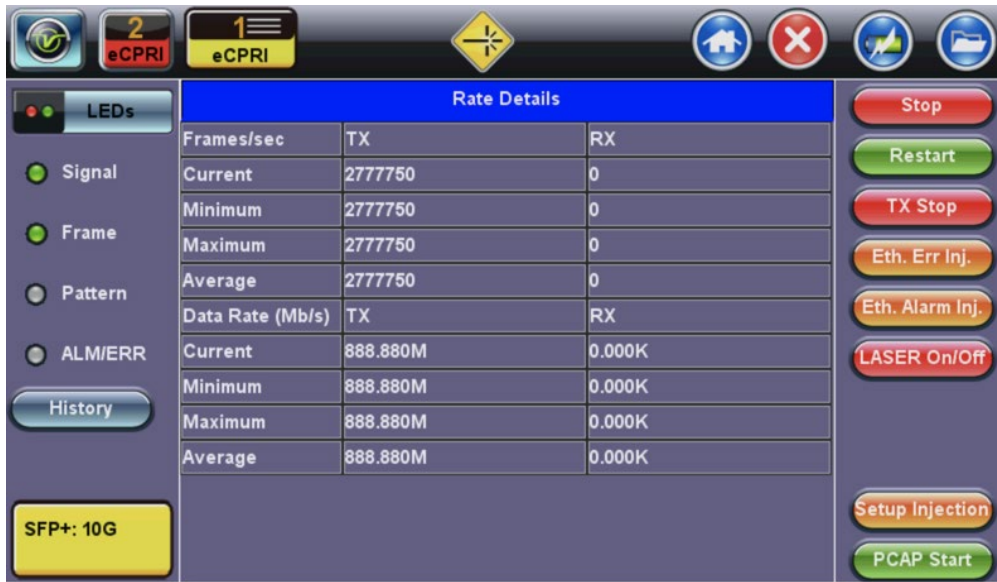 2
eCPRI
1
eCPRI
LEDs
Signal
Frame
Pattern
ALM/ERR
History
SFP+: 10G
Rate Details
Frames/sec TX RX
Current 2777750 0
Minimum 2777750 0
Maximum 2777750 0
Average 2777750 0
Data Rate (Mb/s) TX RX
Current 888.880M 0.000K
Minimum 888.880M 0.000K
Maximum 888.880M 0.000K
Average 888.880M 0.000K
Stop
Restart
TX Stop
Eth. Err Inj.
Eth. Alarm Inj.
LASER On/Off
Setup Injection
PCAP Start